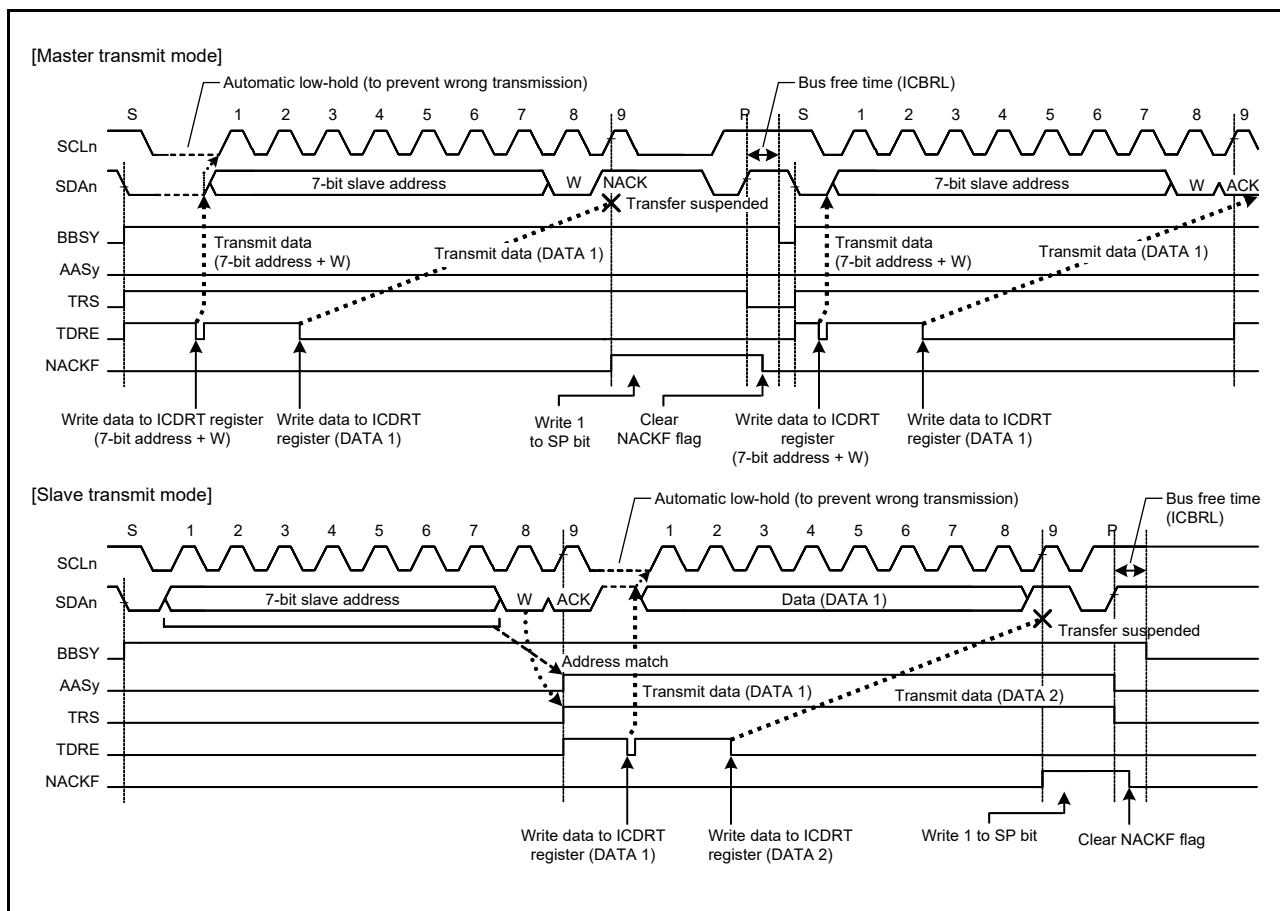 [Master transmit mode]
Automatic low-hold (to prevent wrong transmission)
Bus free time (ICBRL)
S 1 2 3 4 5 6 7 8 9 P S 1 2 3 4 5 6 7 8 9
SCLn
SDAn 7-bit slave address W NACK 7-bit slave address W ACK
Transfer suspended
BBSY
Transmit data
(7-bit address + W)
Transmit data (DATA 1)
Transmit data
(7-bit address + W)
Transmit data (DATA 1)
AASy
TRS
TDRE
NACKF
Write data to ICDRT register
(7-bit address + W)
Write data to ICDRT
register (DATA 1)
Write 1
to SP bit
Clear
NACKF flag
Write data to ICDRT
register
(7-bit address + W)
Write data to ICDRT
register (DATA 1)
[Slave transmit mode]
Automatic low-hold (to prevent wrong transmission)
Bus free time
(ICBRL)
S 1 2 3 4 5 6 7 8 9 1 2 3 4 5 6 7 8 9 P
SCLn
SDAn 7-bit slave address W ACK Data (DATA 1)
Transfer suspended
BBSY
Address match
AASy
Transmit data (DATA 1)
Transmit data (DATA 2)
TRS
TDRE
NACKF
Write data to ICDRT
register (DATA 1)
Write data to ICDRT
register (DATA 2)
Write 1 to SP bit
Clear NACKF flag